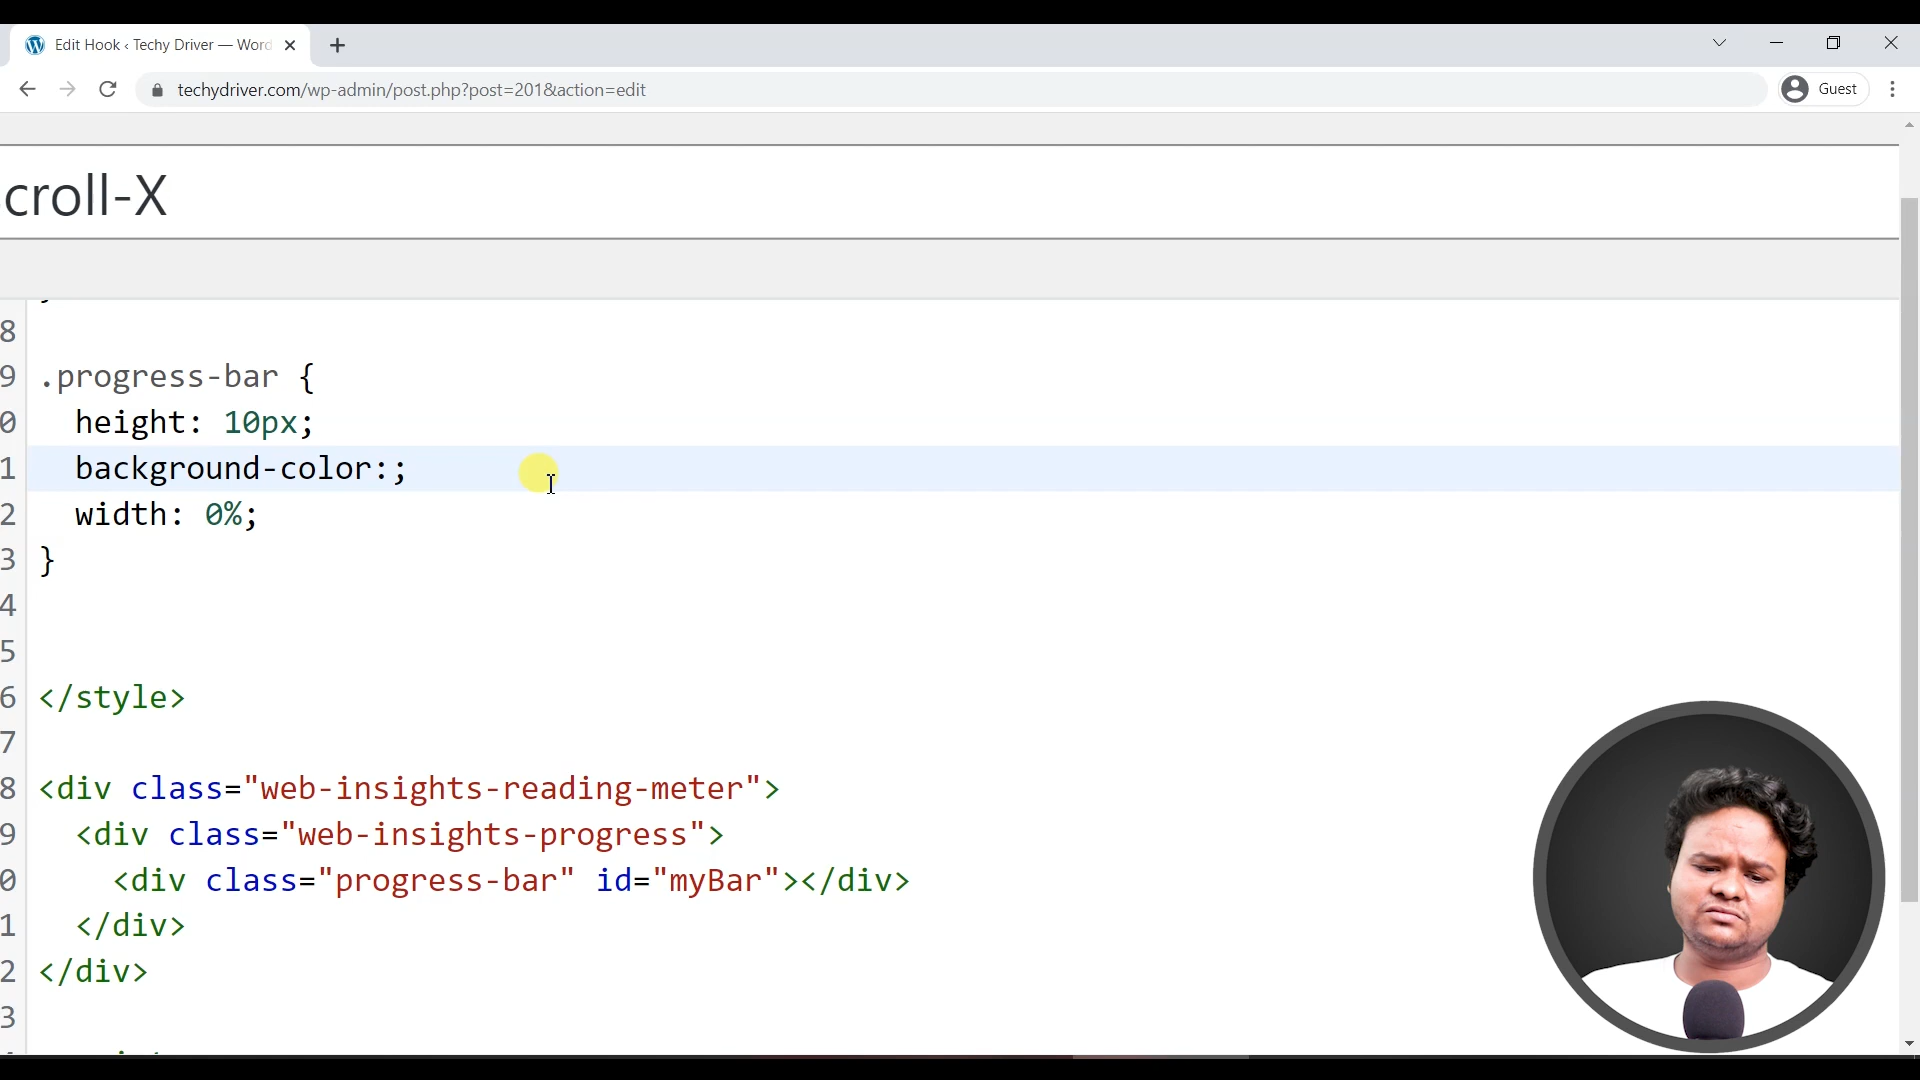 Edit Hook ‹ Techy Driver — Word
techydriver.com/wp-admin/post.php?post=201&action=edit
Guest
croll-X
8
9 .progress-bar {
0 height: 10px;
1 background-color:;
2 width: 0%;
3 }
4
5
6 </style>
7
8 <div class="web-insights-reading-meter">
9 <div class="web-insights-progress">
0 <div class="progress-bar" id="myBar"></div>
1 </div>
2 </div>
3